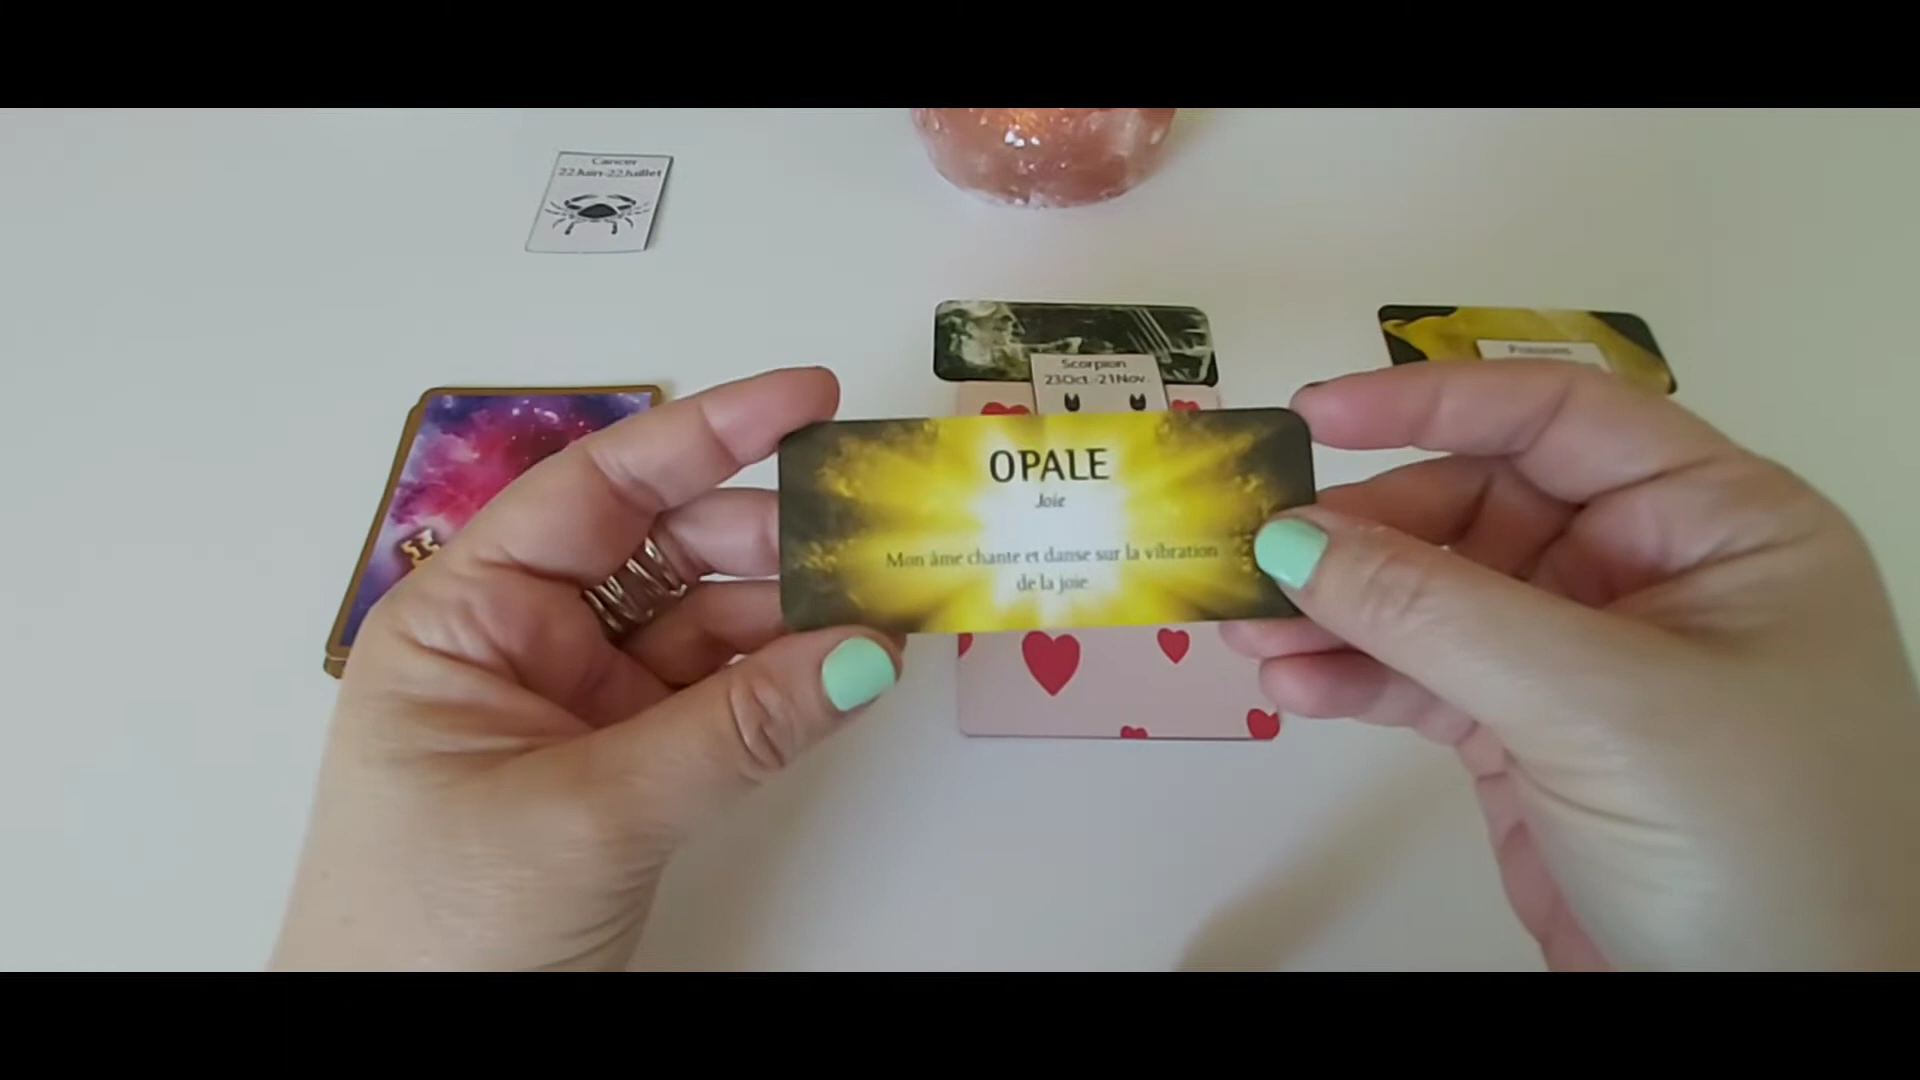 Cancer
22Juin-22Juillet
Scorpion
23Oct.-21Nov.
Poissons
OPALE
Joie
Mon âme chante et danse sur la vibration
de la joie